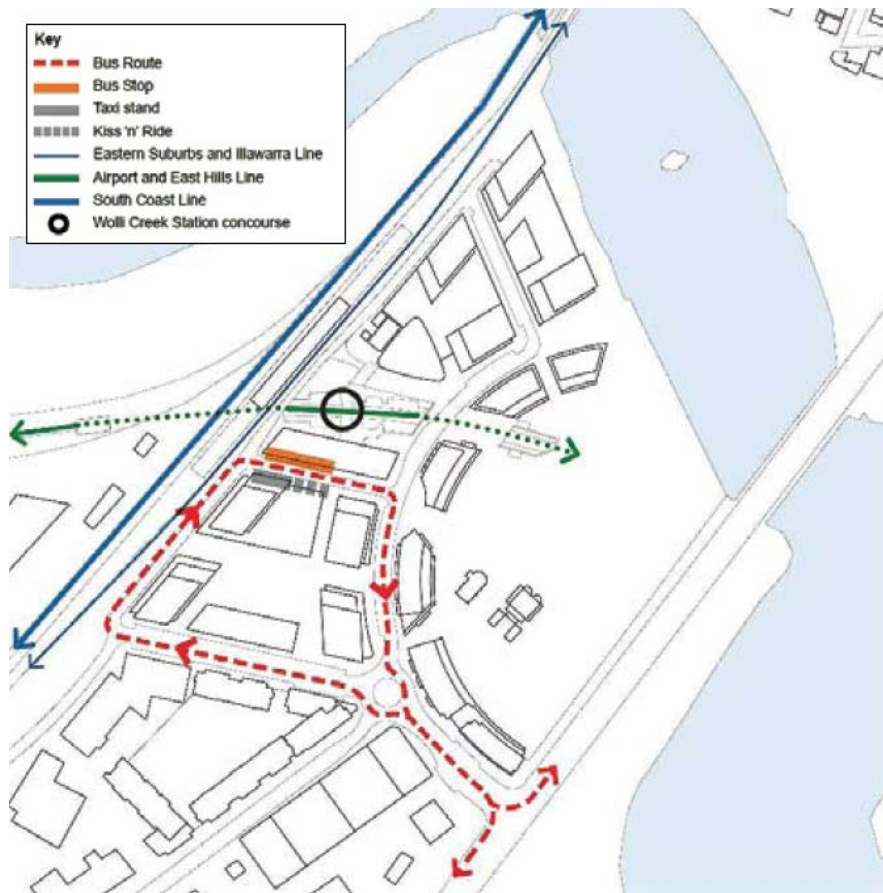 Key
Bus Route
Bus Stop
Taxi stand
Kiss 'n' Ride
Eastern Suburbs and Illawarra Line
Airport and East Hills Line
South Coast Line
Wolli Creek Station concourse